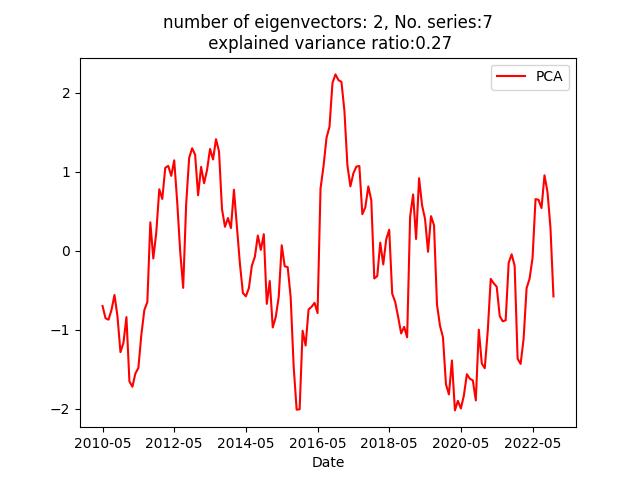 number of eigenvectors: 2, No. series:7
explained variance ratio:0.27
PCA
2
1
0
−1
−2
2010-05 2012-05 2014-05 2016-05 2018-05 2020-05 2022-05
Date